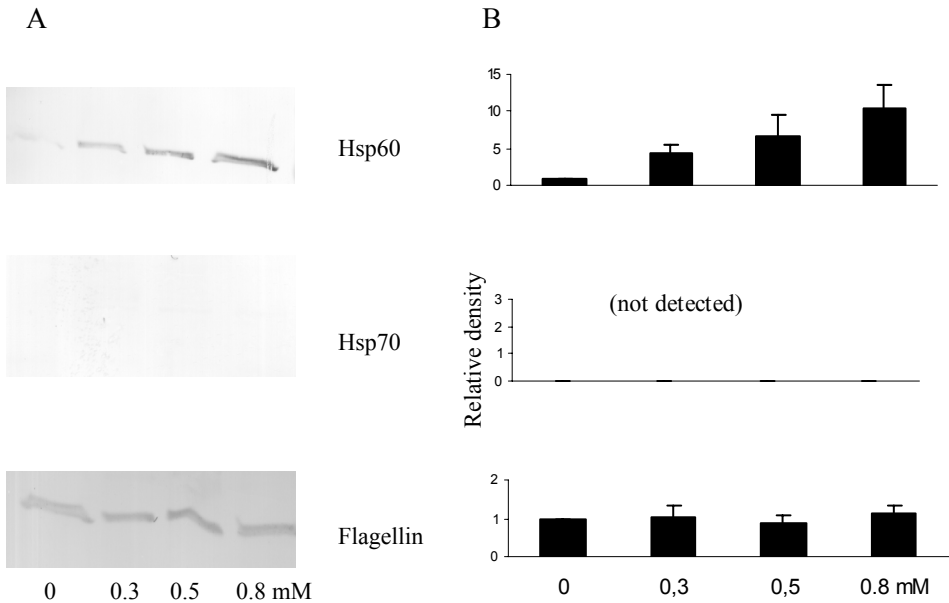 A
B
Hsp60
15
10
5
0
Hsp70
Relative density
(not detected)
3
2
1
0
Flagellin
2
1
0
0 0.3 0.5 0.8 mM
0 0,3 0,5 0.8 mM